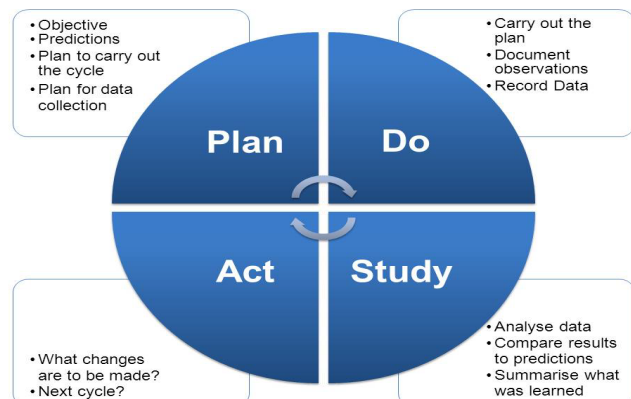 • Objective
• Predictions
• Plan to carry out
the cycle
• Plan for data
collection
• Carry out the
plan
• Document
observations
• Record Data
Plan
Do
Act
Study
• What changes
are to be made?
• Next cycle?
• Analyse data
• Compare results
to predictions
• Summarise what
was learned